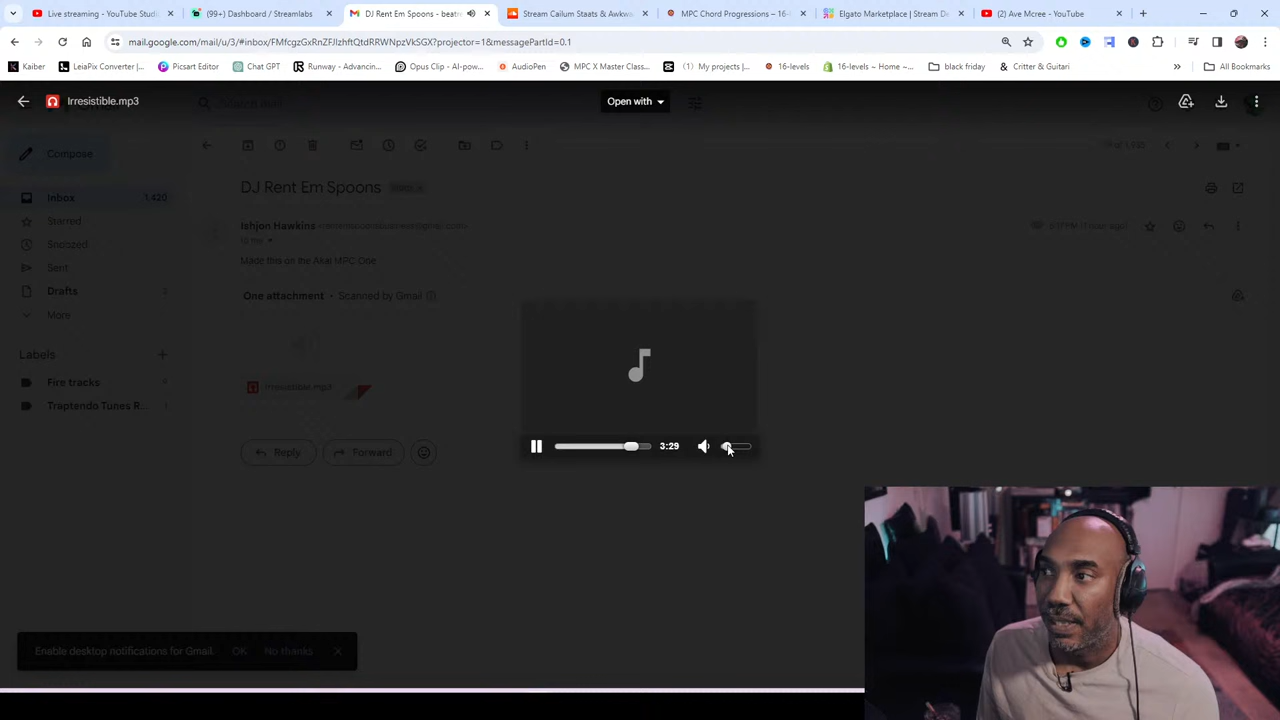 Live streaming - YouTube Studi
(99+) Dashboard / Streamlabs
DJ Rent Em Spoons - beatre
Stream Cailum Staats & Awkwa
MPC Chord Progressions – 16-
Elgato Marketplace | Stream De
(2) Ave Mcree - YouTube
mail.google.com/mail/u/3/#inbox/FMfcgzGxRnZFJlzhftQtdRRWNpzVkSGX?projector=1&messagePartId=0.1
Kaiber
LeiaPix Converter |...
Picsart Editor
Chat GPT
Runway - Advancin...
Opus Clip - AI-pow...
AudioPen
MPC X Master Class...
(1) My projects |...
16-levels
16-levels ~ Home ~...
black friday
Critter & Guitari
All Bookmarks
Irresistible.mp3
Open with
Compose
Inbox 1,420
DJ Rent Em Spoons
Starred
Ishjon Hawkins
Snoozed
to me
Sent
Made this on the Akai MPC One
Drafts
One attachment • Scanned by Gmail
More
Labels
Fire tracks
Irresistible.mp3
Traptendo Tunes R...
3:29
Reply
Forward
Enable desktop notifications for Gmail. OK No thanks